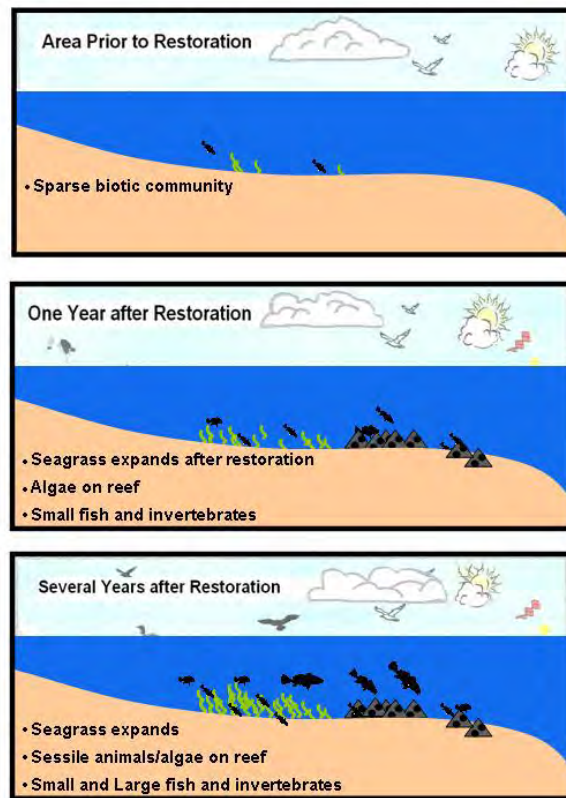 Area Prior to Restoration
• Sparse biotic community
One Year after Restoration
• Seagrass expands after restoration
• Algae on reef
• Small fish and invertebrates
Several Years after Restoration
• Seagrass expands
• Sessile animals/algae on reef
• Small and Large fish and invertebrates